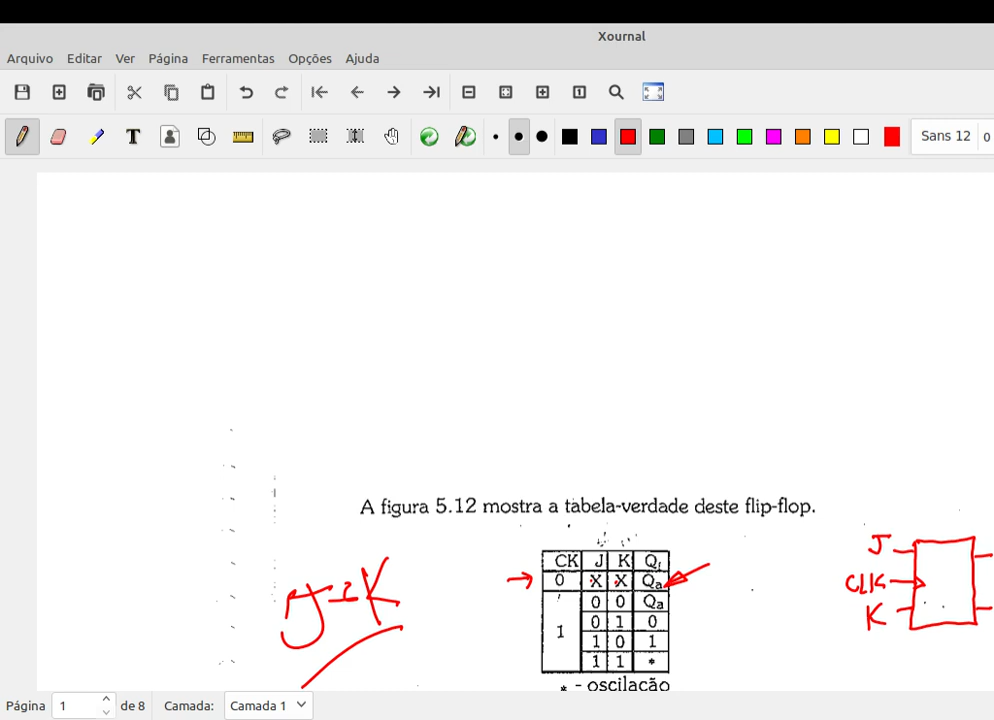 Xournal
Arquivo Editar Ver Página Ferramentas Opções Ajuda
T Sans 12 0
A figura 5.12 mostra a tabela-verdade deste flip-flop.
CK J K Qf
0 X X Qa
0 0 Qa
0 1 0
1
1 0 1
1 1 *
* - oscilação
J-K
J
CLK
K
Página 1 de 8 Camada: Camada 1